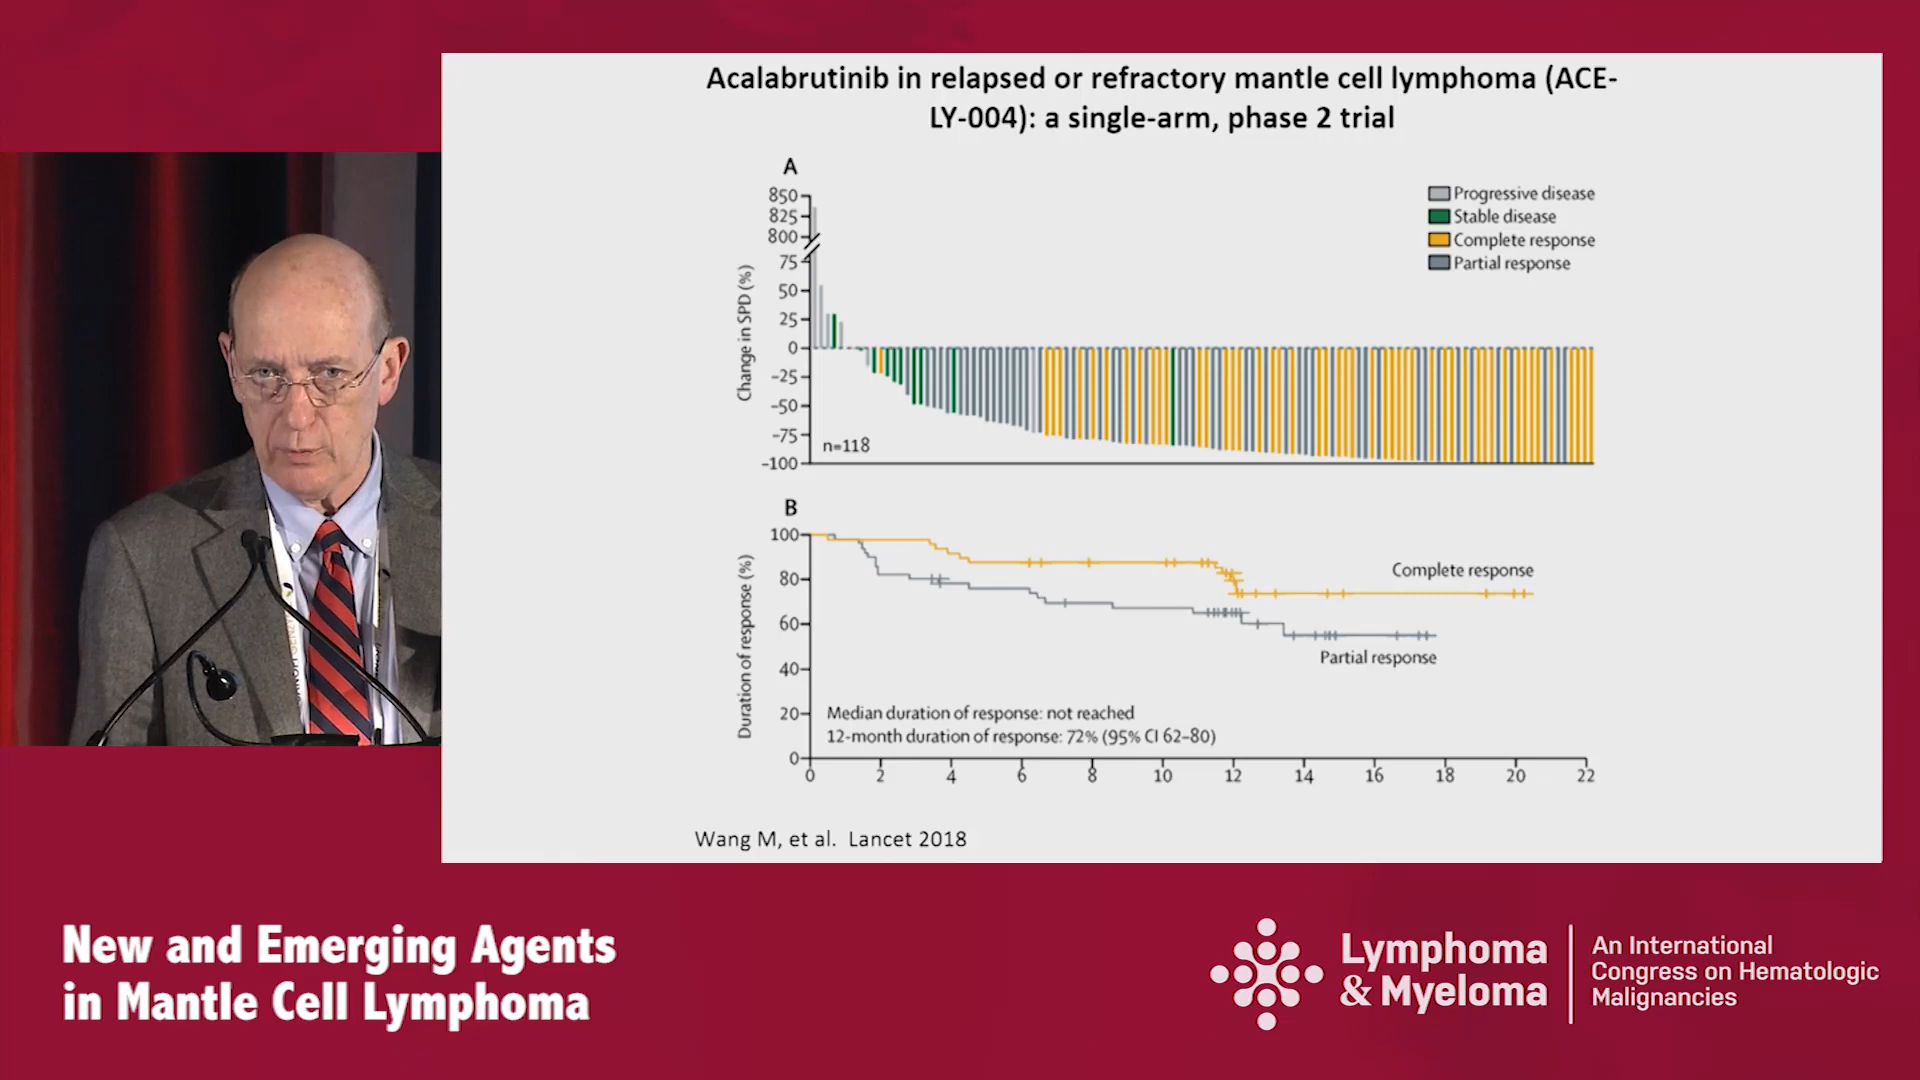 Acalabrutinib in relapsed or refractory mantle cell lymphoma (ACE-
LY-004): a single-arm, phase 2 trial
A
850
825
800
75
50
25
0
-25
-50
-75
-100
Change in SPD (%)
n=118
Progressive disease
Stable disease
Complete response
Partial response
B
100
80
60
40
20
0
Duration of response (%)
Complete response
Partial response
Median duration of response: not reached
12-month duration of response: 72% (95% CI 62–80)
0 2 4 6 8 10 12 14 16 18 20 22
Wang M, et al. Lancet 2018
New and Emerging Agents
in Mantle Cell Lymphoma
Lymphoma
& Myeloma
An International
Congress on Hematologic
Malignancies